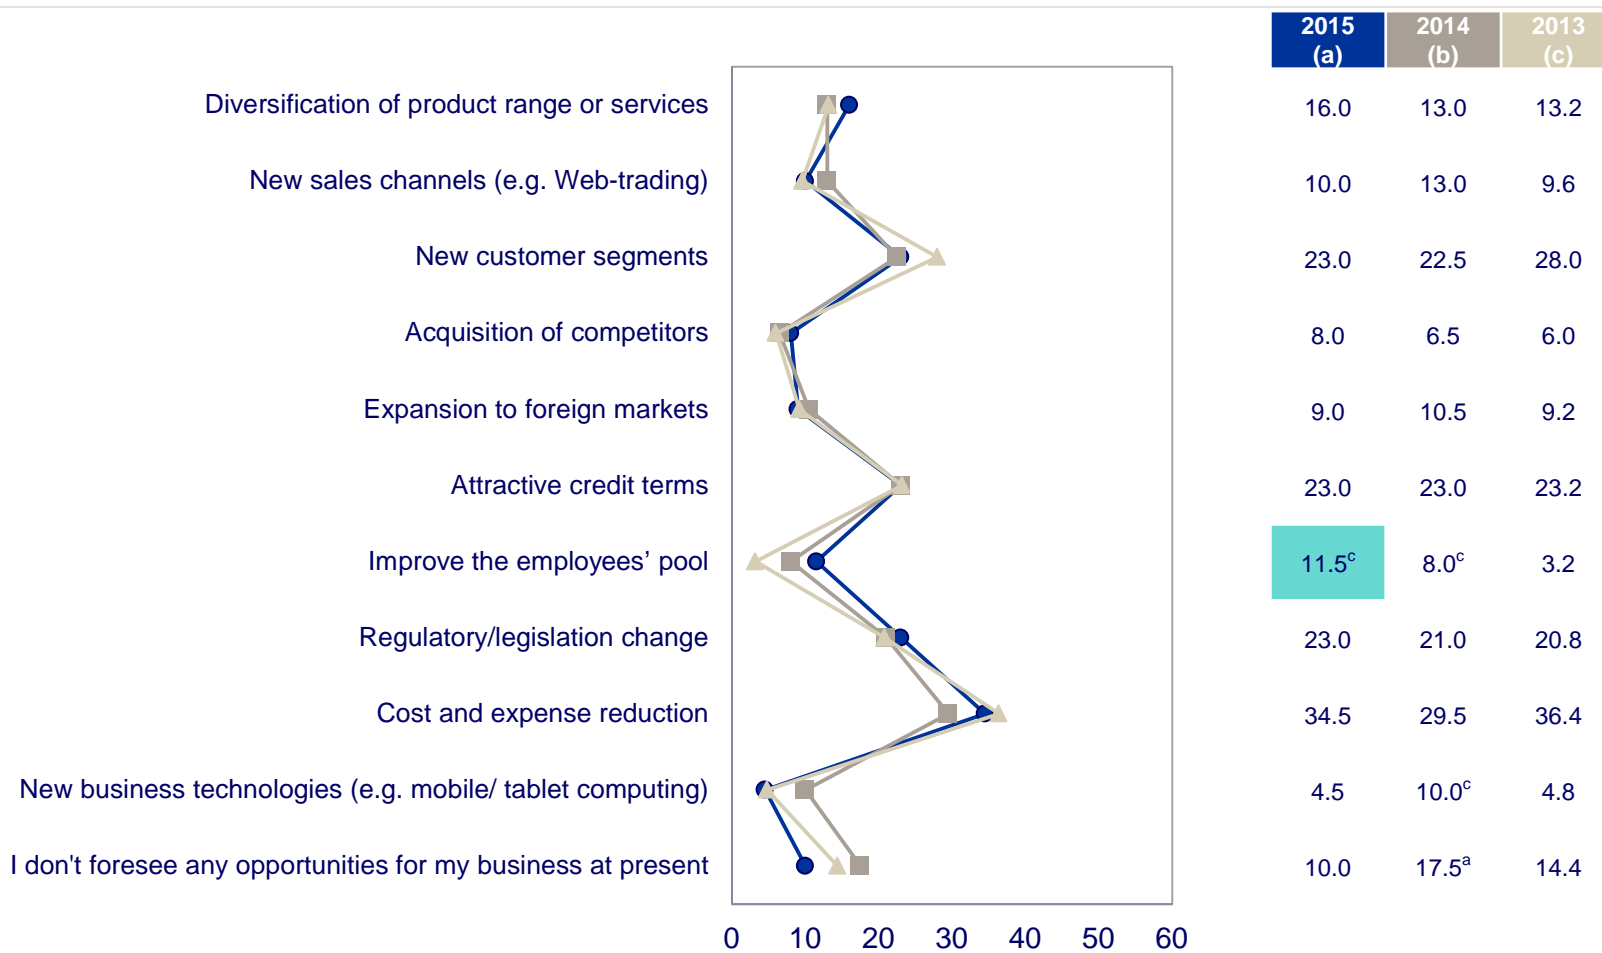 2015 2014 2013
(a) (b) (c)
Diversification of product range or services 16.0 13.0 13.2
New sales channels (e.g. Web-trading) 10.0 13.0 9.6
New customer segments 23.0 22.5 28.0
Acquisition of competitors 8.0 6.5 6.0
Expansion to foreign markets 9.0 10.5 9.2
Attractive credit terms 23.0 23.0 23.2
Improve the employees’ pool 11.5ᶜ 8.0ᶜ 3.2
Regulatory/legislation change 23.0 21.0 20.8
Cost and expense reduction 34.5 29.5 36.4
New business technologies (e.g. mobile/ tablet computing) 4.5 10.0ᶜ 4.8
I don't foresee any opportunities for my business at present 10.0 17.5ᵃ 14.4
0 10 20 30 40 50 60